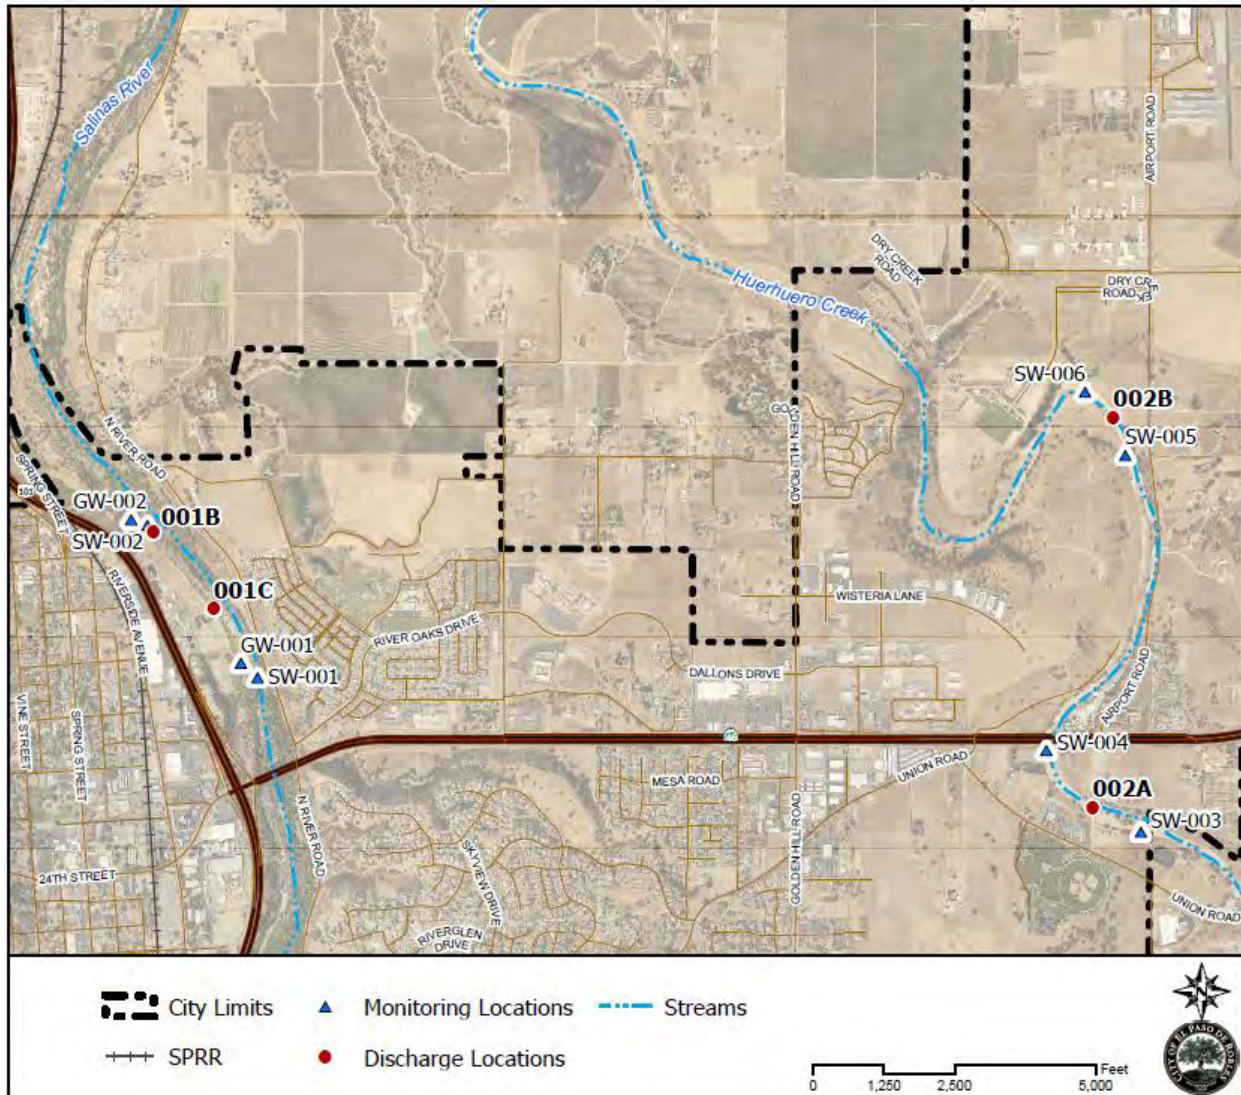 Salinas River
AIRPORT ROAD
DRY CREEK
ROAD
Huerhuero Creek
DRY CREEK
ROAD
SW-006
002B
GOLDEN HILL ROAD
SW-005
N RIVER ROAD
SPRING STREET
101
GW-002
001B
SW-002
RIVERSIDE AVENUE
001C
WISTERIA LANE
RIVER OAKS DRIVE
GW-001
SW-001
DALLONS DRIVE
AIRPORT ROAD
VINE STREET
SPRING STREET
SW-004
UNION ROAD
MESA ROAD
002A
SW-003
N RIVER ROAD
GOLDEN HILL ROAD
SKYVIEW DRIVE
24TH STREET
UNION ROAD
RIVERGLEN
DRIVE
N
City Limits
Monitoring Locations
Streams
SPRR
Discharge Locations
Feet
0 1,250 2,500 5,000
CITY OF EL PASO DE ROBLES